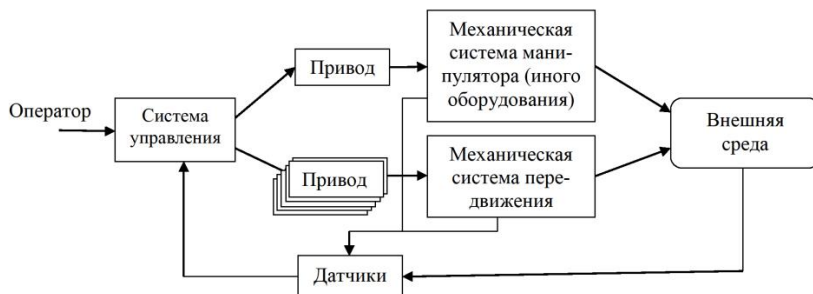 Оператор
Система
управления
Привод
Механическая
система мани-
пулятора (иного
оборудования)
Привод
Механическая
система пере-
движения
Внешняя
среда
Датчики